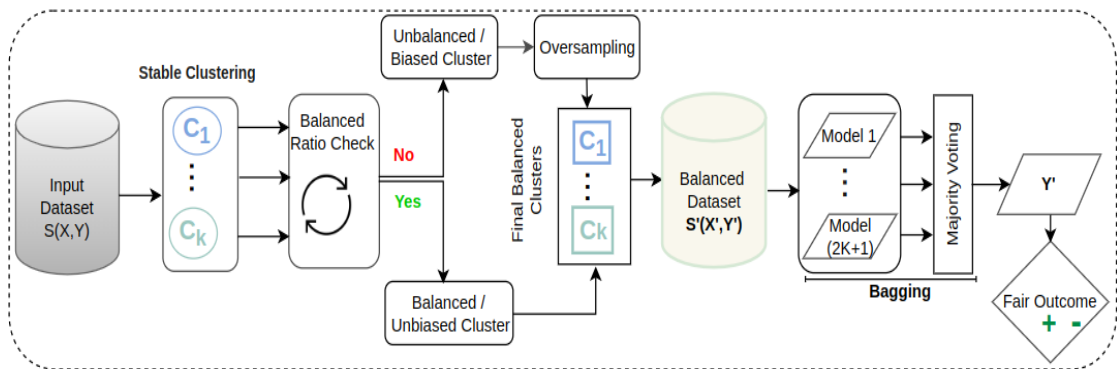 Stable Clustering
Input
Dataset
S(X,Y)
C1
Ck
Balanced
Ratio Check
No
Yes
Unbalanced /
Biased Cluster
Oversampling
Balanced /
Unbiased Cluster
Final Balanced
Clusters
C1
Ck
Balanced
Dataset
S'(X',Y')
Model 1
Model
(2K+1)
Bagging
Majority Voting
Y'
Fair Outcome
+ -